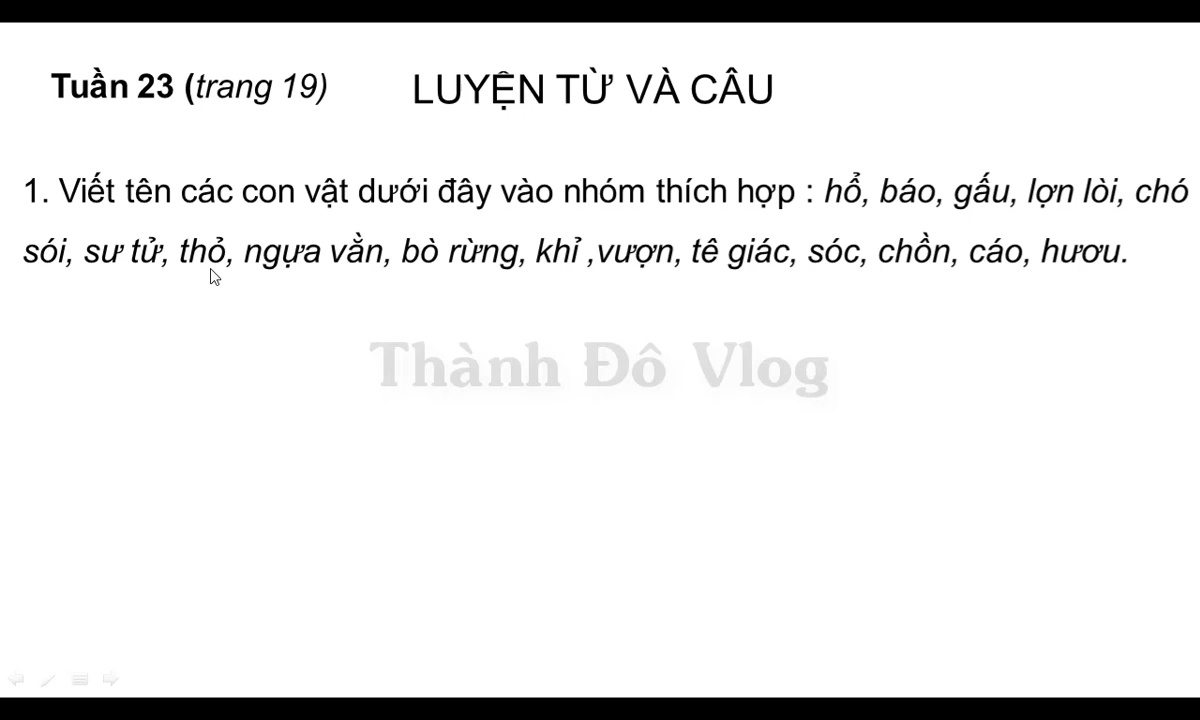 Tuần 23 (trang 19) LUYỆN TỪ VÀ CÂU
1. Viết tên các con vật dưới đây vào nhóm thích hợp : hổ, báo, gấu, lợn lòi, chó
sói, sư tử, thỏ, ngựa vằn, bò rừng, khỉ ,vượn, tê giác, sóc, chồn, cáo, hươu.
Thành Đô Vlog